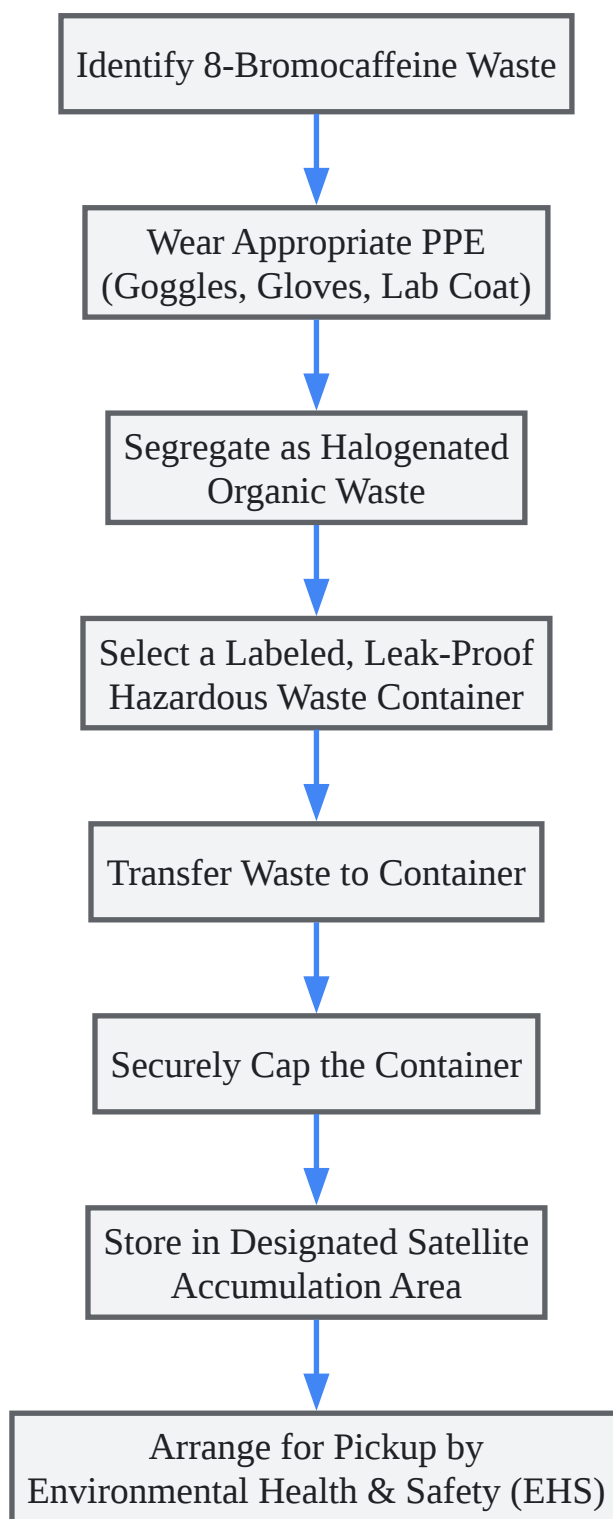 Identify 8-Bromocaffeine Waste
Wear Appropriate PPE
(Goggles, Gloves, Lab Coat)
Segregate as Halogenated
Organic Waste
Select a Labeled, Leak-Proof
Hazardous Waste Container
Transfer Waste to Container
Securely Cap the Container
Store in Designated Satellite
Accumulation Area
Arrange for Pickup by
Environmental Health & Safety (EHS)